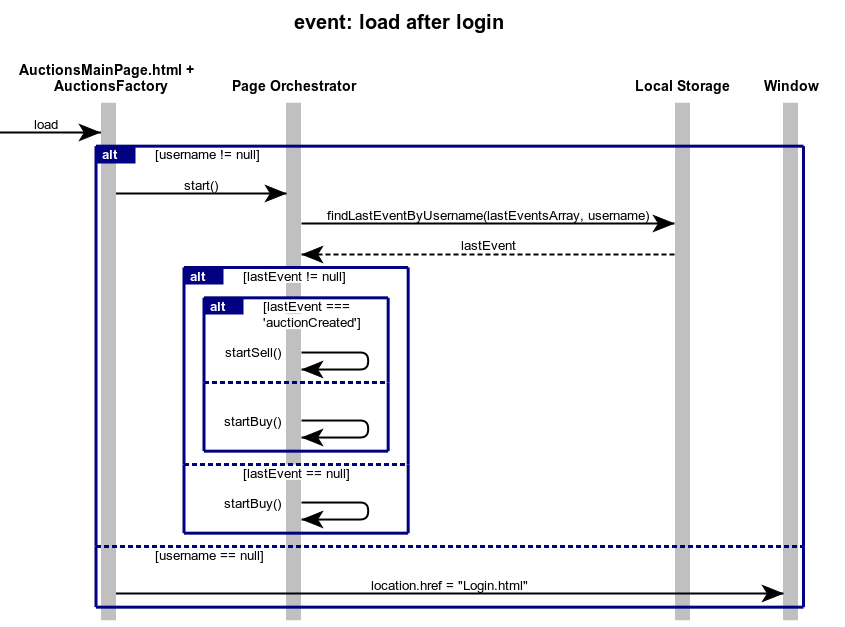 event: load after login
AuctionsMainPage.html +
AuctionsFactory
Page Orchestrator
Local Storage
Window
load
alt
[username != null]
start()
findLastEventByUsername(lastEventsArray, username)
lastEvent
alt
[lastEvent != null]
alt
[lastEvent ===
'auctionCreated']
startSell()
startBuy()
[lastEvent == null]
startBuy()
[username == null]
location.href = "Login.html"